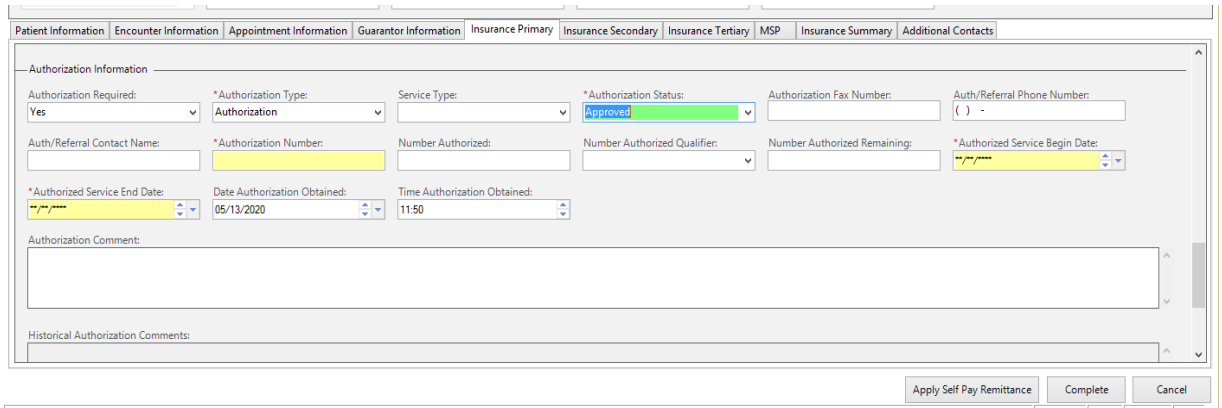 Patient Information Encounter Information Appointment Information Guarantor Information Insurance Primary Insurance Secondary Insurance Tertiary MSP Insurance Summary Additional Contacts
Authorization Information
Authorization Required: *Authorization Type: Service Type: *Authorization Status: Authorization Fax Number: Auth/Referral Phone Number:
Yes Authorization Approved ( ) -
Auth/Referral Contact Name: *Authorization Number: Number Authorized: Number Authorized Qualifier: Number Authorized Remaining: *Authorized Service Begin Date:
**/**/****
*Authorized Service End Date: Date Authorization Obtained: Time Authorization Obtained:
**/**/**** 05/13/2020 11:50
Authorization Comment:
Historical Authorization Comments:
Apply Self Pay Remittance Complete Cancel